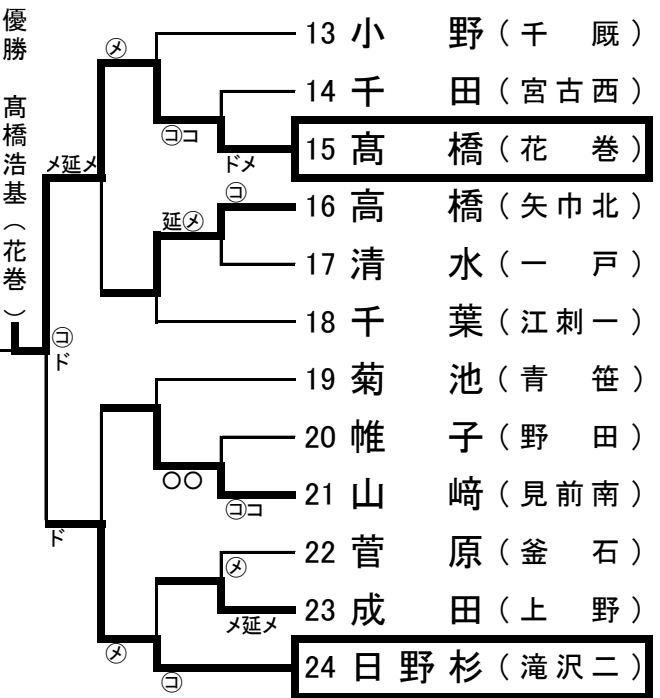 優勝 髙橋浩基（花巻）
13 小野（千厩）
14 千田（宮古西）
15 髙橋（花巻）
16 高橋（矢巾北）
17 清水（一戸）
18 千葉（江刺一）
19 菊池（青笹）
20 帷子（野田）
21 山﨑（見前南）
22 菅原（釜石）
23 成田（上野）
24 日野杉（滝沢二）
㋱
㋙コ
ドメ
メ延メ
㋙
延㋱
㋙
ド
○○
㋙コ
ド
㋱
メ延メ
㋱
㋙